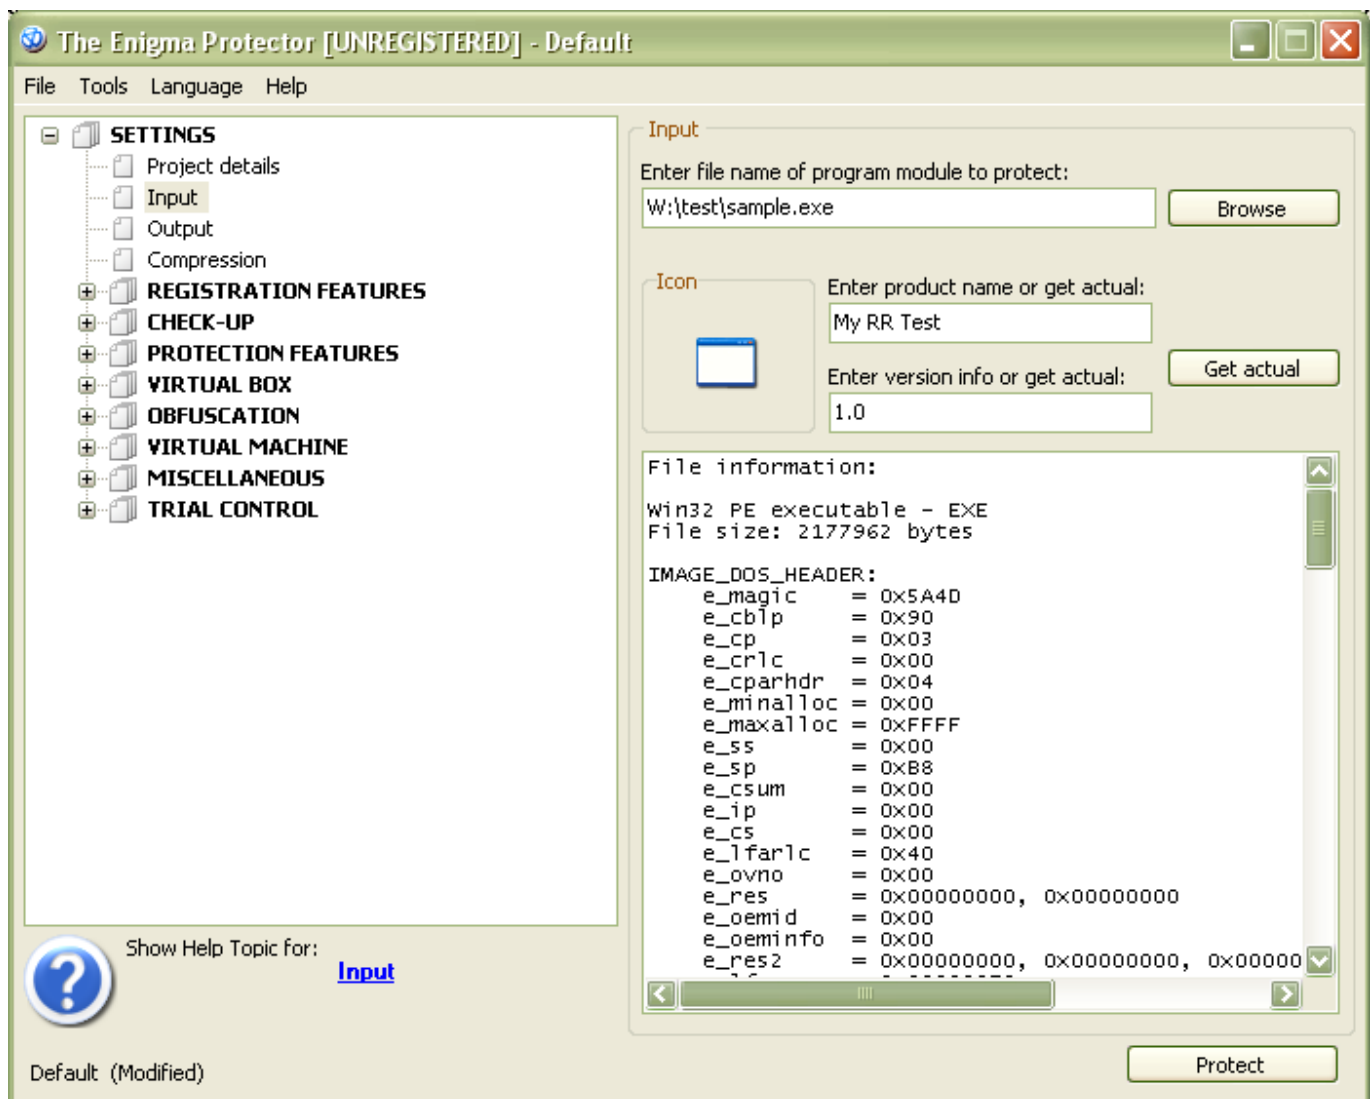 The Enigma Protector [UNREGISTERED] - Default
File Tools Language Help
SETTINGS
Project details
Input
Output
Compression
REGISTRATION FEATURES
CHECK-UP
PROTECTION FEATURES
VIRTUAL BOX
OBFUSCATION
VIRTUAL MACHINE
MISCELLANEOUS
TRIAL CONTROL
Show Help Topic for:
Input
Default (Modified)
Input
Enter file name of program module to protect:
W:\test\sample.exe
Browse
Icon
Enter product name or get actual:
My RR Test
Enter version info or get actual:
1.0
Get actual
File information:
Win32 PE executable - EXE
File size: 2177962 bytes
IMAGE_DOS_HEADER:
e_magic = 0x5A4D
e_cblp = 0x90
e_cp = 0x03
e_crlc = 0x00
e_cparhdr = 0x04
e_minalloc = 0x00
e_maxalloc = 0xFFFF
e_ss = 0x00
e_sp = 0xB8
e_csum = 0x00
e_ip = 0x00
e_cs = 0x00
e_lfarlc = 0x40
e_ovno = 0x00
e_res = 0x00000000, 0x00000000
e_oemid = 0x00
e_oeminfo = 0x00
e_res2 = 0x00000000, 0x00000000, 0x00000
Protect